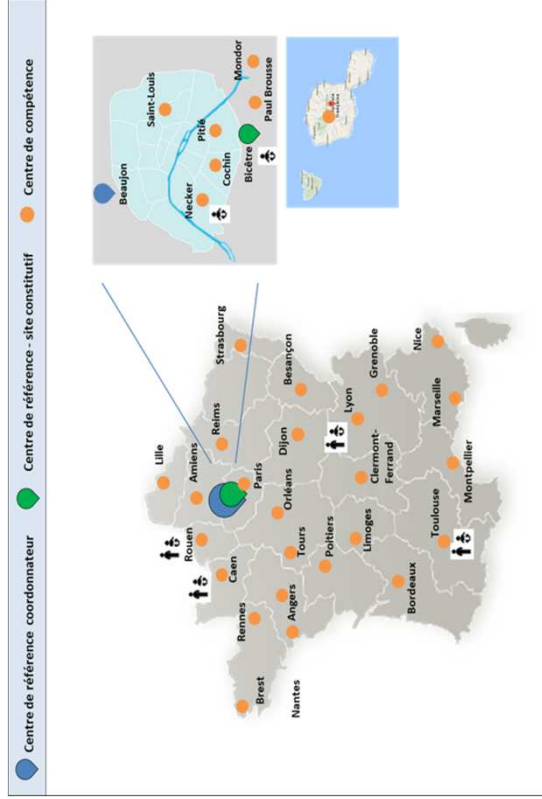 Centre de référence coordonnateur
Centre de référence - site constitutif
Centre de compétence
Lille
Amiens
Rouen
Caen
Reims
Strasbourg
Paris
Brest
Rennes
Nantes
Angers
Tours
Orléans
Dijon
Besançon
Poitiers
Limoges
Clermont-
Ferrand
Lyon
Grenoble
Bordeaux
Toulouse
Montpellier
Marseille
Nice
Beaujon
Saint-Louis
Necker
Cochin
Pitié
Bicêtre
Paul Brousse
Mondor